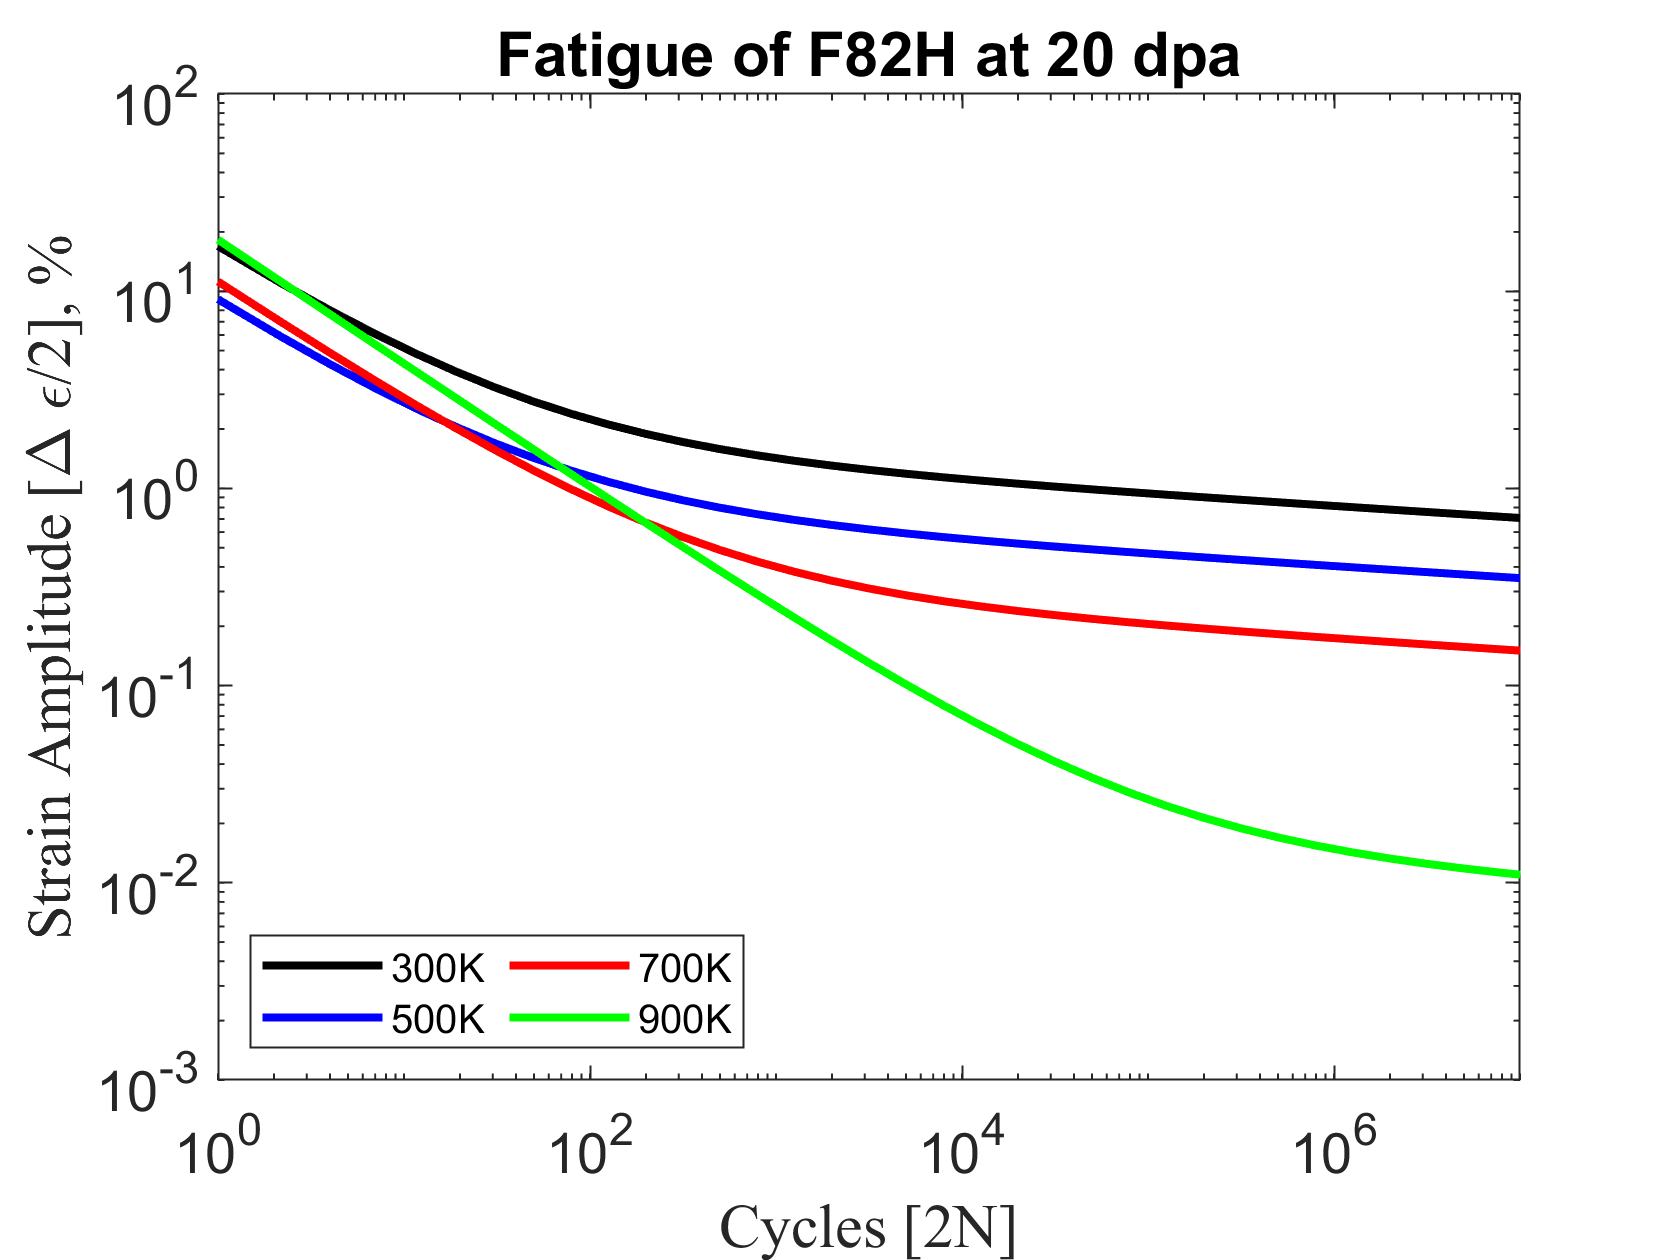 Fatigue of F82H at 20 dpa
10^2
10^1
10^0
10^-1
10^-2
10^-3
Strain Amplitude [Δ ϵ/2], %
300K 700K
500K 900K
10^0 10^2 10^4 10^6
Cycles [2N]